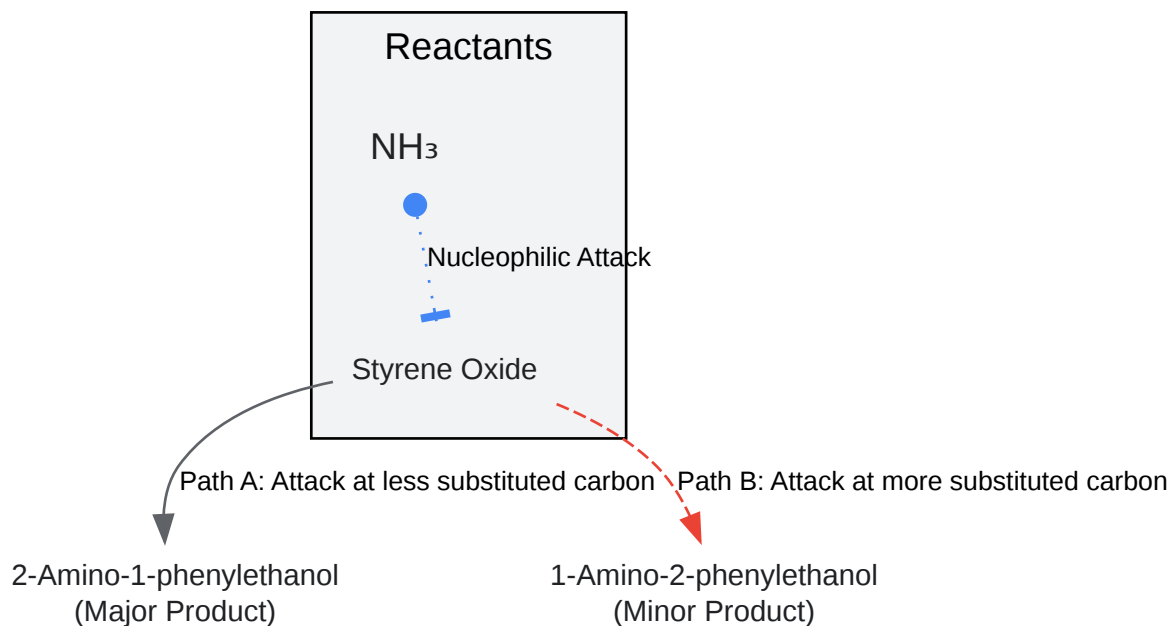 Reactants
NH₃
Nucleophilic Attack
Styrene Oxide
Path A: Attack at less substituted carbon
Path B: Attack at more substituted carbon
2-Amino-1-phenylethanol
(Major Product)
1-Amino-2-phenylethanol
(Minor Product)